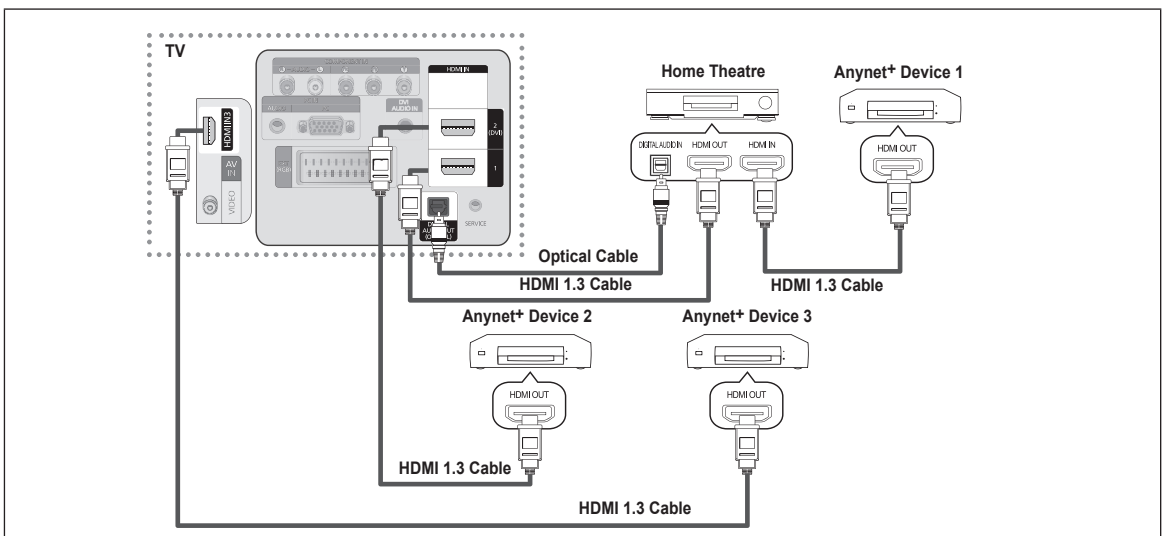 TV
COMPONENT IN
HDMI IN
DVI
AUDIO IN
2
(DVI)
1
HDMI IN3
AV
IN
VIDEO
SERVICE
Home Theatre
Anynet+ Device 1
DIGITAL AUDIO IN
HDMI OUT
HDMI IN
HDMI OUT
Optical Cable
HDMI 1.3 Cable
HDMI 1.3 Cable
Anynet+ Device 2
Anynet+ Device 3
HDMI OUT
HDMI OUT
HDMI 1.3 Cable
HDMI 1.3 Cable